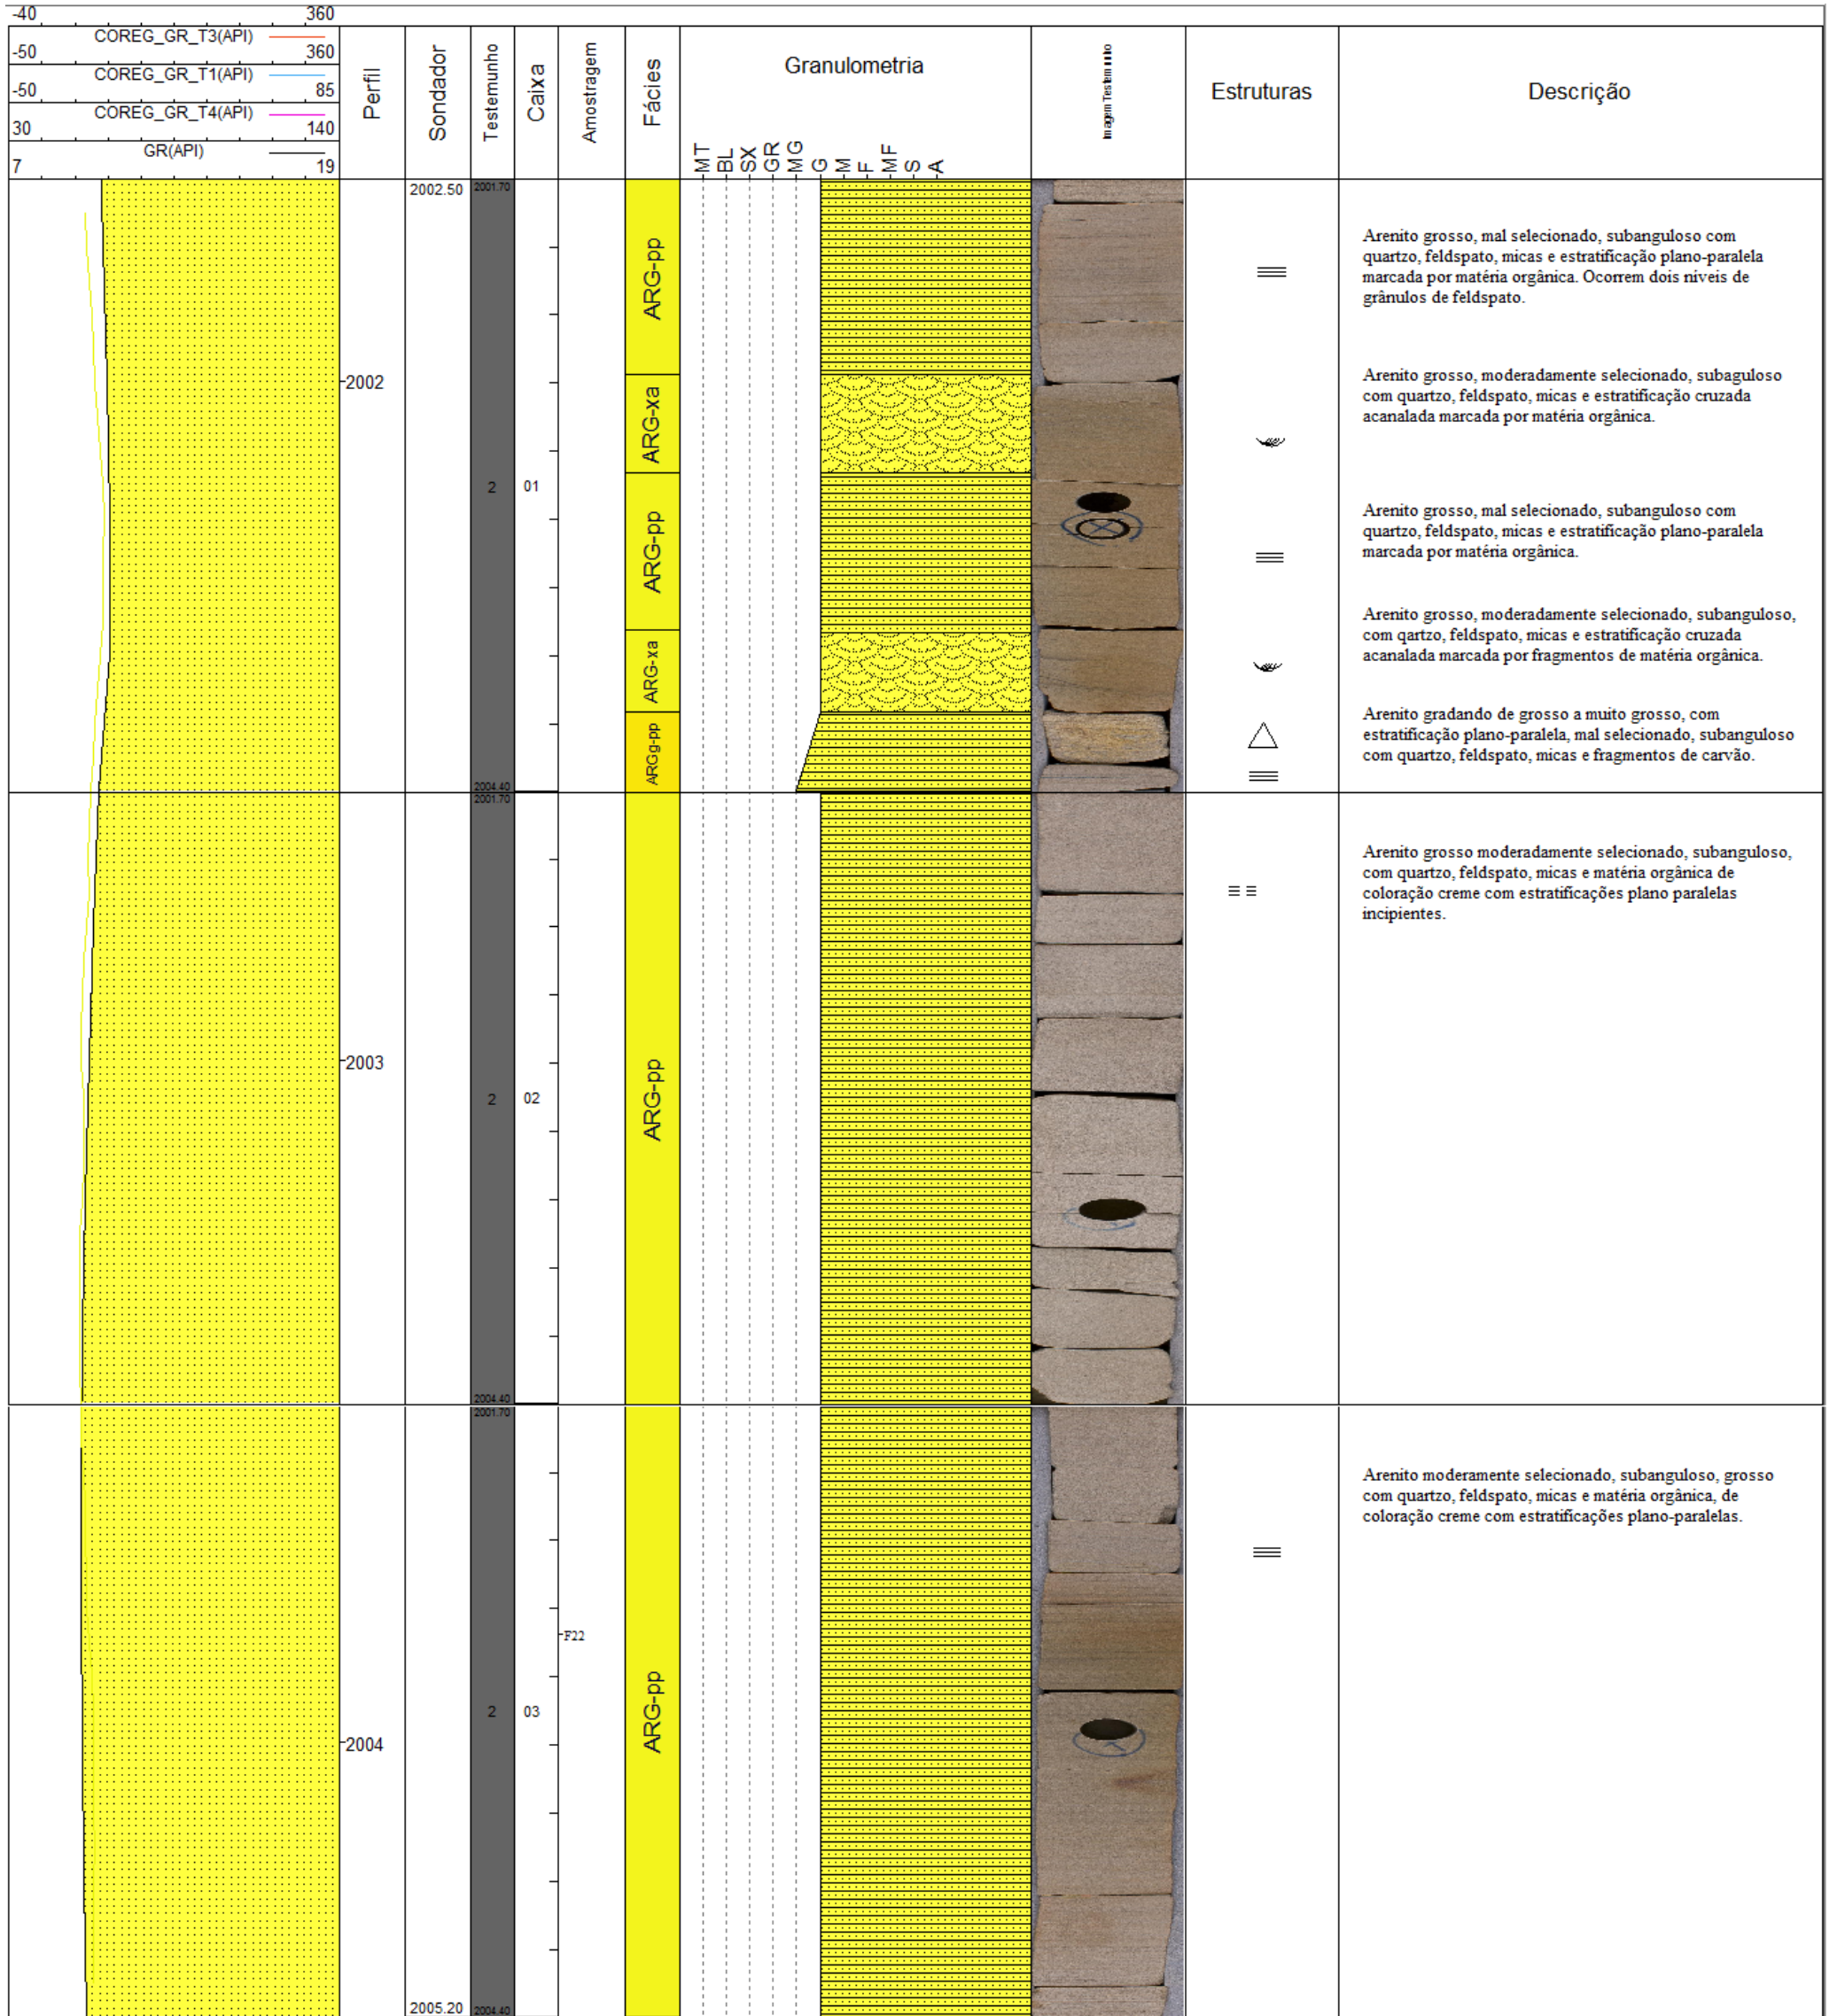 -40 360
COREG_GR_T3(API)
-50 360
COREG_GR_T1(API)
-50 85
COREG_GR_T4(API)
30 140
GR(API)
7 19
Perfil
Sondador
Testemunho
Caixa
Amostragem
Fácies
Granulometria
MT
BL
SX
GR
MG
G
M
F
MF
S
A
Imagem Testemunho
Estruturas
Descrição
2002.50
2001.70
ARG-pp
Arenito grosso, mal selecionado, subanguloso com
quartzo, feldspato, micas e estratificação plano-paralela
marcada por matéria orgânica. Ocorrem dois níveis de
grânulos de feldspato.
2002
ARG-xa
Arenito grosso, moderadamente selecionado, subaguloso
com quartzo, feldspato, micas e estratificação cruzada
acanalada marcada por matéria orgânica.
2
01
ARG-pp
Arenito grosso, mal selecionado, subanguloso com
quartzo, feldspato, micas e estratificação plano-paralela
marcada por matéria orgânica.
ARG-xa
Arenito grosso, moderadamente selecionado, subanguloso,
com qartzo, feldspato, micas e estratificação cruzada
acanalada marcada por fragmentos de matéria orgânica.
ARGg-pp
Arenito gradando de grosso a muito grosso, com
estratificação plano-paralela, mal selecionado, subanguloso
com quartzo, feldspato, micas e fragmentos de carvão.
2004.40
2001.70
Arenito grosso moderadamente selecionado, subanguloso,
com quartzo, feldspato, micas e matéria orgânica de
coloração creme com estratificações plano paralelas
incipientes.
2003
2
02
ARG-pp
2004.40
2001.70
Arenito moderamente selecionado, subanguloso, grosso
com quartzo, feldspato, micas e matéria orgânica, de
coloração creme com estratificações plano-paralelas.
F22
2
03
ARG-pp
2004
2005.20
2004.40